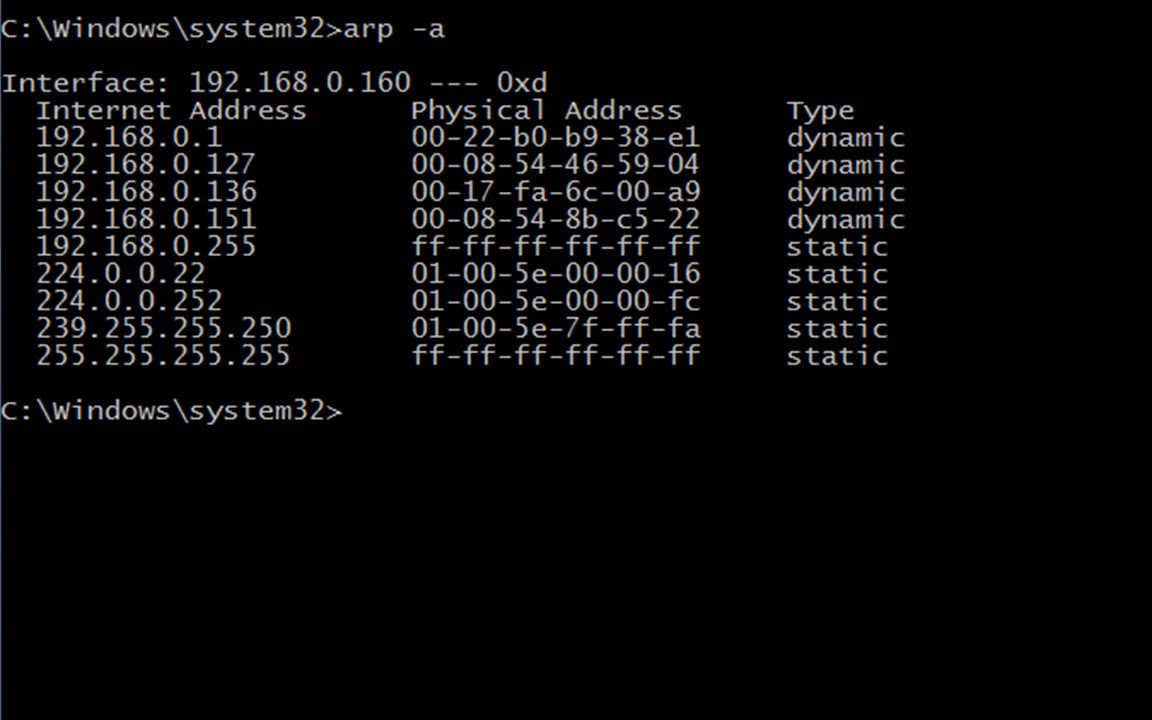 C:\Windows\system32>arp -a
Interface: 192.168.0.160 --- 0xd
Internet Address Physical Address Type
192.168.0.1 00-22-b0-b9-38-e1 dynamic
192.168.0.127 00-08-54-46-59-04 dynamic
192.168.0.136 00-17-fa-6c-00-a9 dynamic
192.168.0.151 00-08-54-8b-c5-22 dynamic
192.168.0.255 ff-ff-ff-ff-ff-ff static
224.0.0.22 01-00-5e-00-00-16 static
224.0.0.252 01-00-5e-00-00-fc static
239.255.255.250 01-00-5e-7f-ff-fa static
255.255.255.255 ff-ff-ff-ff-ff-ff static
C:\Windows\system32>